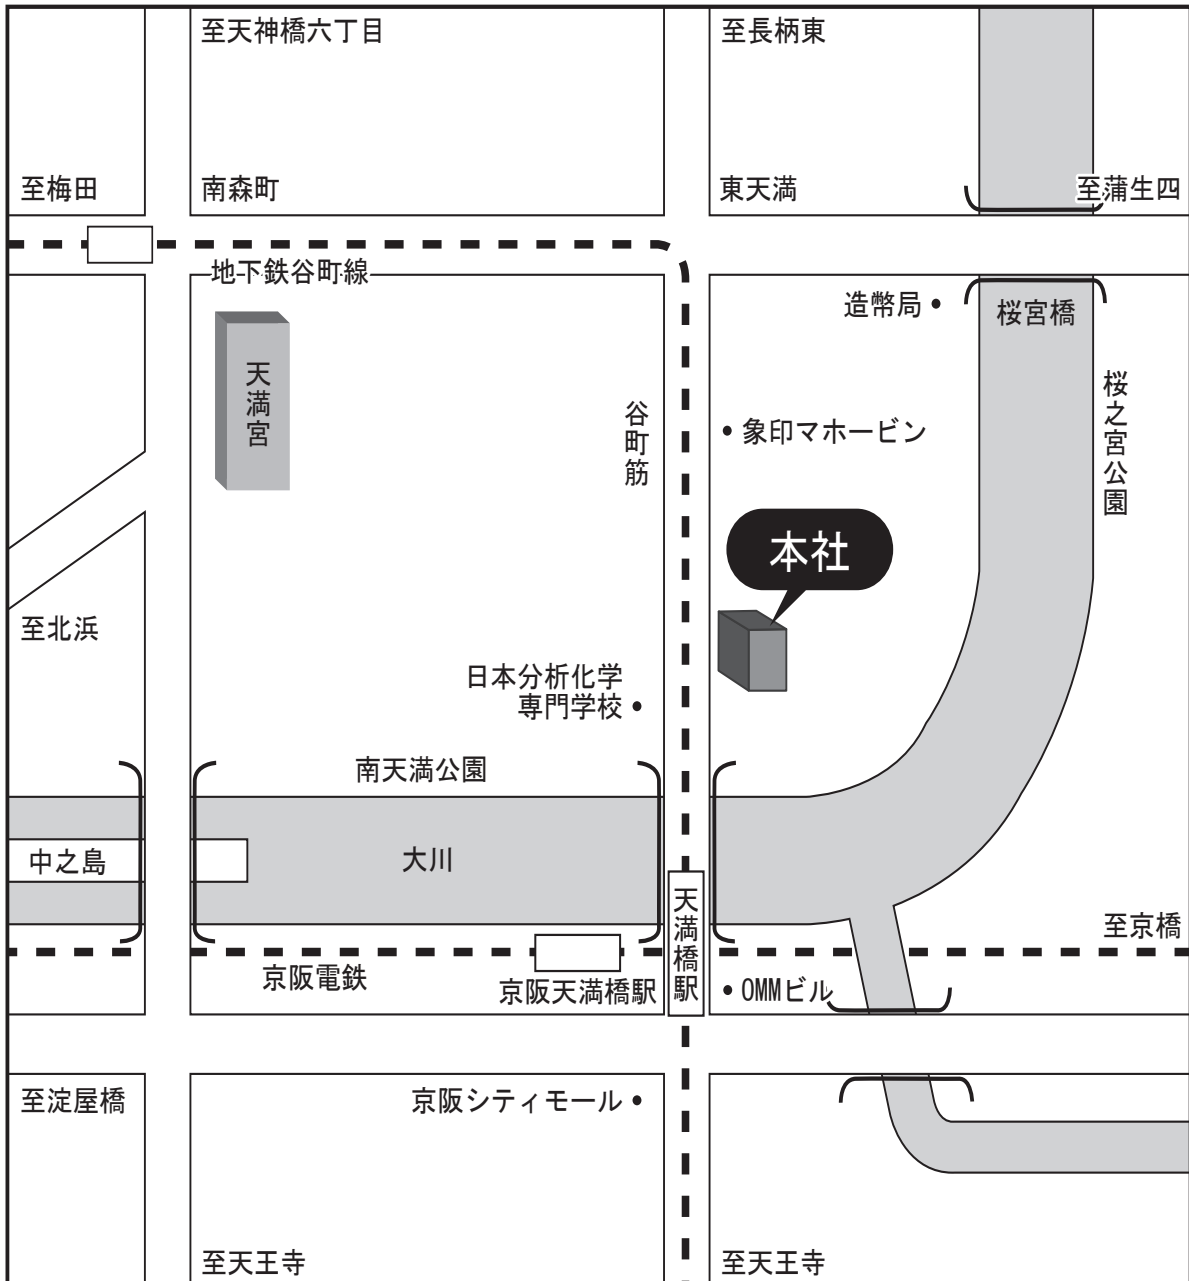 至天神橋六丁目
至長柄東
至梅田
南森町
東天満
至蒲生四
地下鉄谷町線
造幣局
桜宮橋
天満宮
桜之宮公園
谷町筋
象印マホービン
本社
至北浜
日本分析化学
専門学校
南天満公園
中之島
大川
天満橋駅
至京橋
京阪電鉄
京阪天満橋駅
OMMビル
至淀屋橋
京阪シティモール
至天王寺
至天王寺